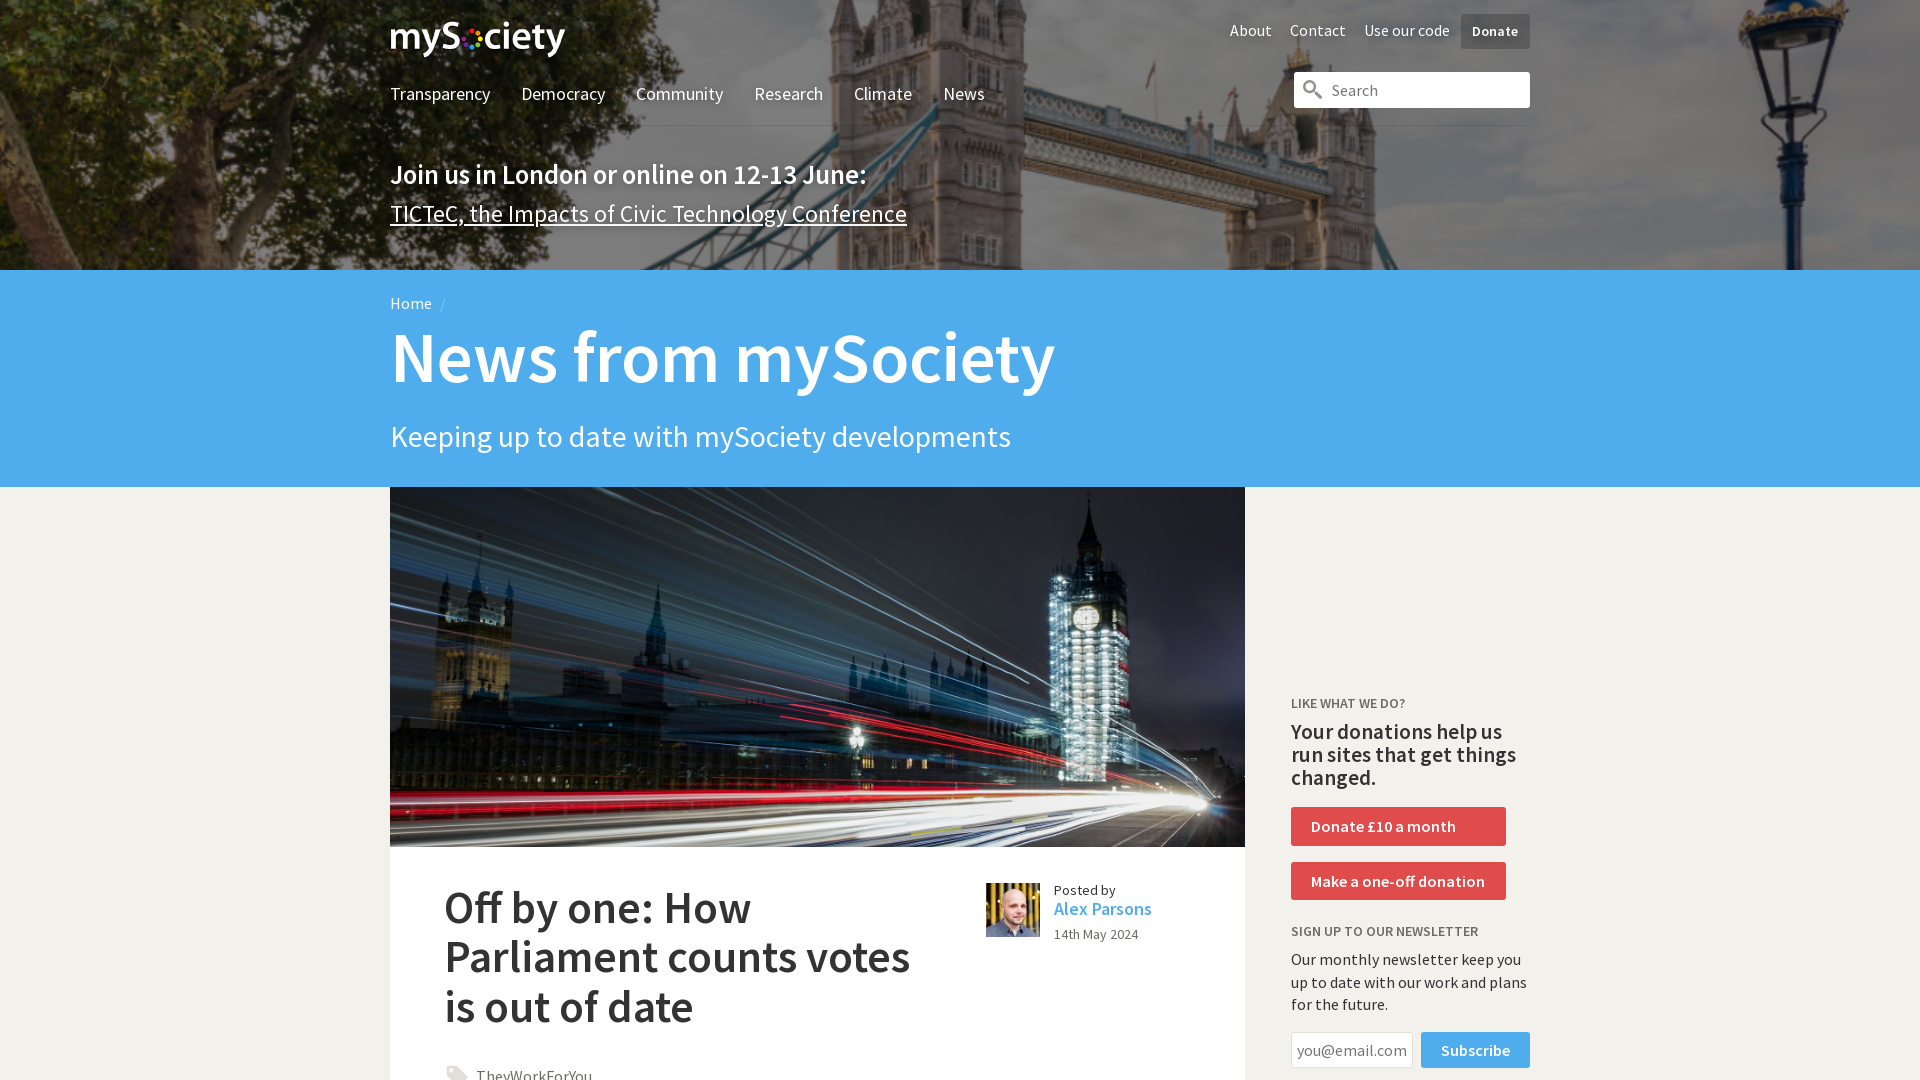 mySociety
About Contact Use our code Donate
Transparency Democracy Community Research Climate News
Search
Join us in London or online on 12-13 June:
TICTeC, the Impacts of Civic Technology Conference
Home /
News from mySociety
Keeping up to date with mySociety developments
Off by one: How
Parliament counts votes
is out of date
Posted by
Alex Parsons
14th May 2024
TheyWorkForYou
LIKE WHAT WE DO?
Your donations help us
run sites that get things
changed.
Donate £10 a month
Make a one-off donation
SIGN UP TO OUR NEWSLETTER
Our monthly newsletter keep you
up to date with our work and plans
for the future.
you@email.com Subscribe